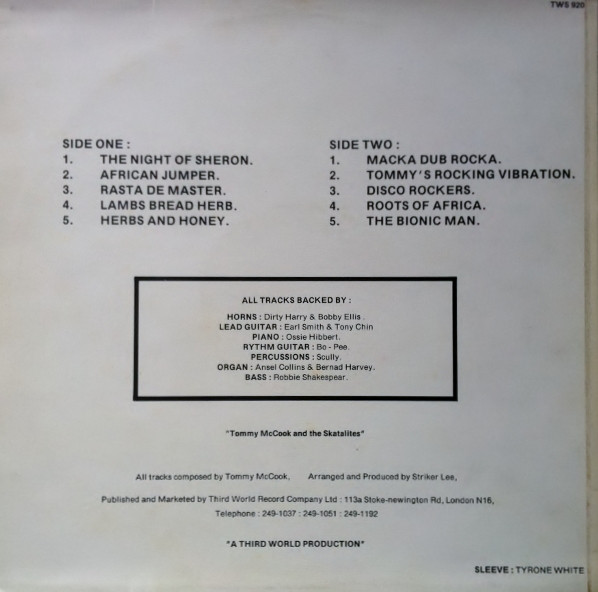 TWS 920
SIDE ONE :
1. THE NIGHT OF SHERON.
2. AFRICAN JUMPER.
3. RASTA DE MASTER.
4. LAMBS BREAD HERB.
5. HERBS AND HONEY.
SIDE TWO :
1. MACKA DUB ROCKA.
2. TOMMY'S ROCKING VIBRATION.
3. DISCO ROCKERS.
4. ROOTS OF AFRICA.
5. THE BIONIC MAN.
ALL TRACKS BACKED BY :
HORNS : Dirty Harry & Bobby Ellis .
LEAD GUITAR : Earl Smith & Tony Chin
PIANO : Ossie Hibbert.
RYTHM GUITAR : Bo - Pee.
PERCUSSIONS : Scully.
ORGAN : Ansel Collins & Bernad Harvey.
BASS : Robbie Shakespear.
"Tommy McCook and the Skatalites"
All tracks composed by Tommy McCook, Arranged and Produced by Striker Lee,
Published and Marketed by Third World Record Company Ltd : 113a Stoke-newington Rd, London N16,
Telephone : 249-1037 : 249-1051 : 249-1192
"A THIRD WORLD PRODUCTION"
SLEEVE : TYRONE WHITE